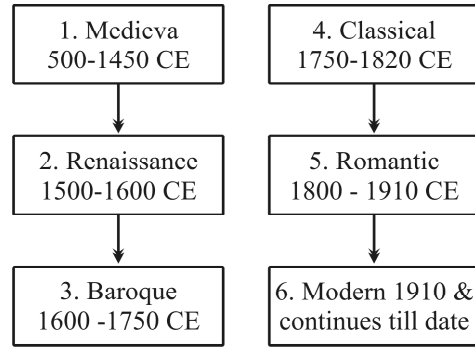 1. Medieva
500-1450 CE
2. Renaissance
1500-1600 CE
3. Baroque
1600 -1750 CE
4. Classical
1750-1820 CE
5. Romantic
1800 - 1910 CE
6. Modern 1910 &
continues till date